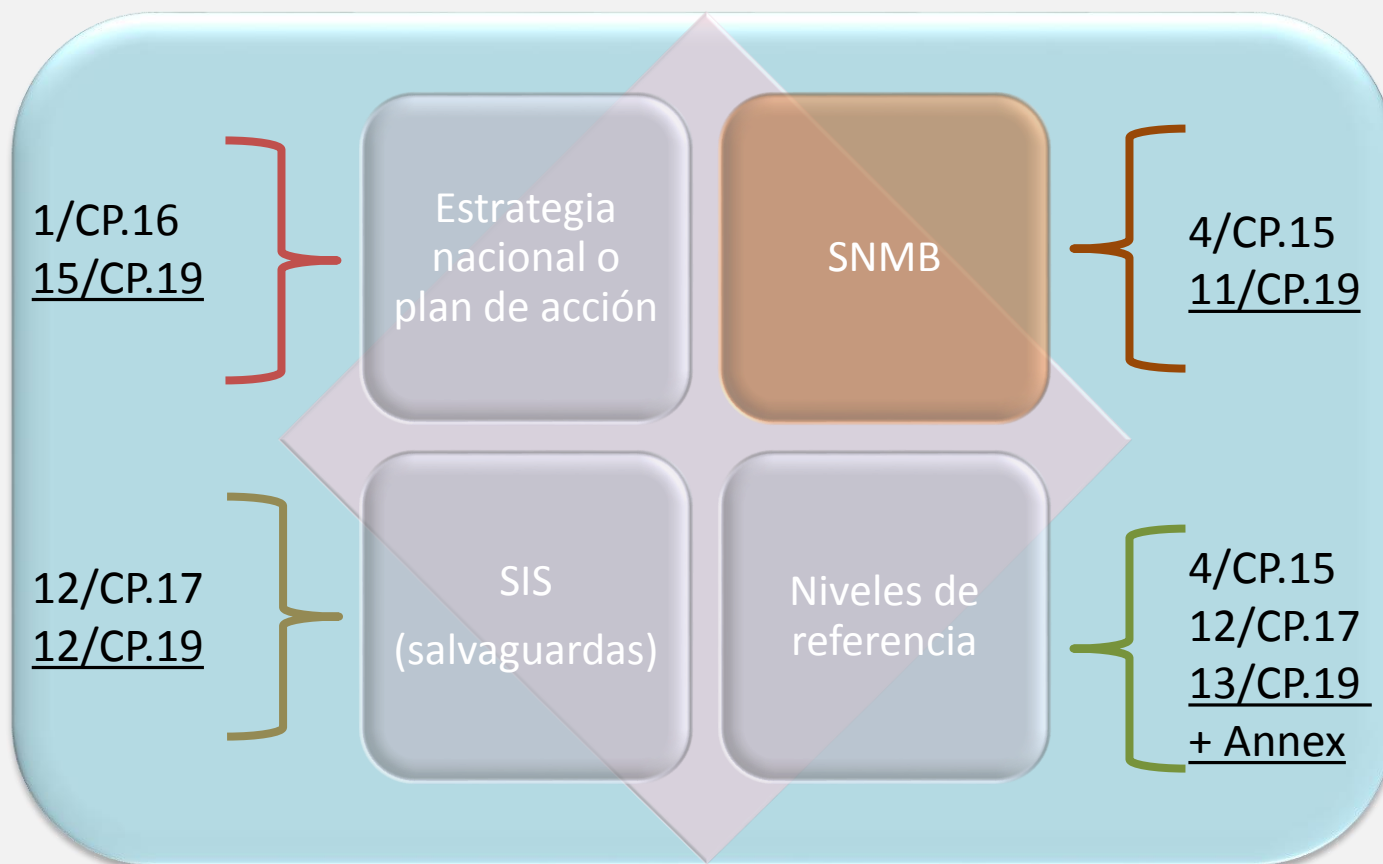 1/CP.16
15/CP.19
Estrategia
nacional o
plan de acción
SNMB
4/CP.15
11/CP.19
12/CP.17
12/CP.19
SIS
(salvaguardas)
Niveles de
referencia
4/CP.15
12/CP.17
13/CP.19
+ Annex